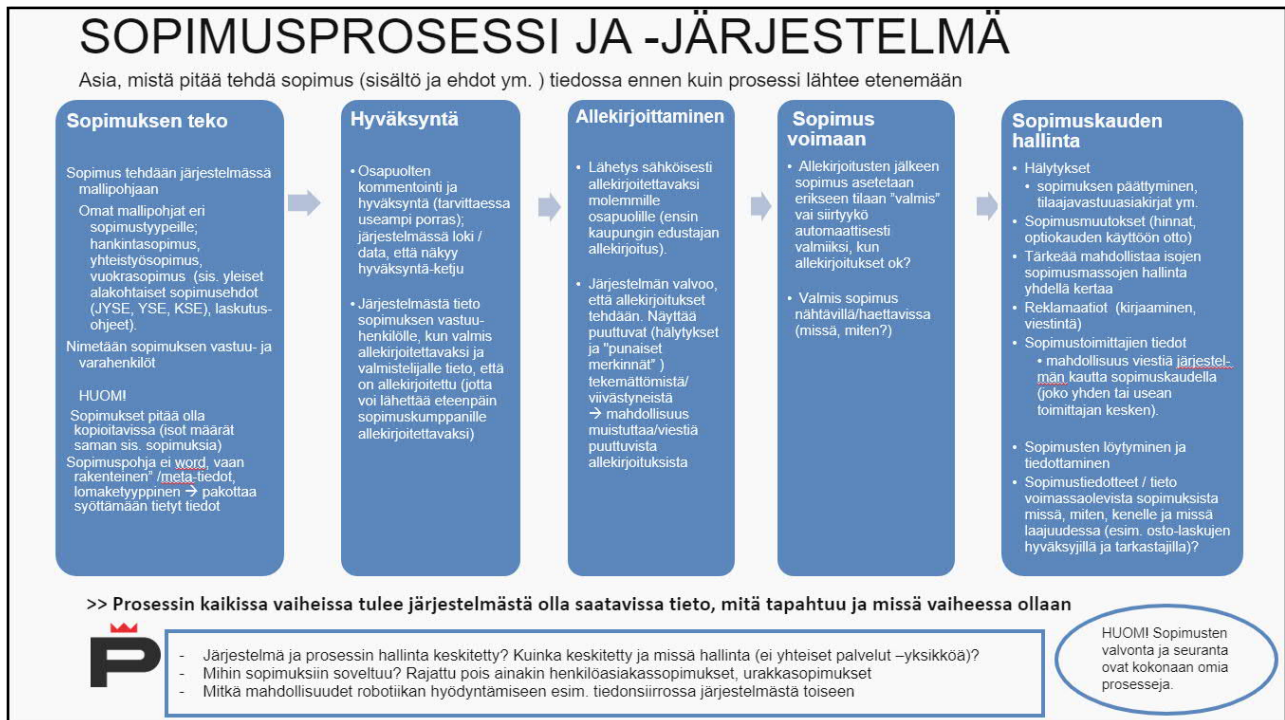 SOPIMUSPROSESSI JA -JÄRJESTELMÄ
Asia, mistä pitää tehdä sopimus (sisältö ja ehdot ym. ) tiedossa ennen kuin prosessi lähtee etenemään
Sopimuksen teko
Sopimus tehdään järjestelmässä
mallipohjaan
Omat mallipohjat eri
sopimustyypeille;
hankintasopimus,
yhteistyösopimus,
vuokrasopimus (sis. yleiset
alakohtaiset sopimusehdot
(JYSE, YSE, KSE), laskutus-
ohjeet).
Nimetään sopimuksen vastuu- ja
varahenkilöt
HUOM!
Sopimukset pitää olla
kopioitavissa (isot määrät
saman sis. sopimuksia)
Sopimuspohja ei word, vaan
rakenteinen" /meta-tiedot,
lomaketyyppinen → pakottaa
syöttämään tietyt tiedot
Hyväksyntä
• Osapuolten
kommentointi ja
hyväksyntä (tarvittaessa
useampi porras);
järjestelmässä loki /
data, että näkyy
hyväksyntä-ketju
• Järjestelmästä tieto
sopimuksen vastuu-
henkilölle, kun valmis
allekirjoitettavaksi ja
valmistelijalle tieto, että
on allekirjoitettu (jotta
voi lähettää eteenpäin
sopimuskumppanille
allekirjoitettavaksi)
Allekirjoittaminen
• Lähetys sähköisesti
allekirjoitettavaksi
molemmille
osapuolille (ensin
kaupungin edustajan
allekirjoitus).
• Järjestelmän valvoo,
että allekirjoitukset
tehdään. Näyttää
puuttuvat (hälytykset
ja "punaiset
merkinnät" )
tekemättömistä/
viivästyneistä
→ mahdollisuus
muistuttaa/viestiä
puuttuvista
allekirjoituksista
Sopimus
voimaan
• Allekirjoitusten jälkeen
sopimus asetetaan
erikseen tilaan "valmis"
vai siirtyykö
automaattisesti
valmiiksi, kun
allekirjoitukset ok?
• Valmis sopimus
nähtävillä/haettavissa
(missä, miten?)
Sopimuskauden
hallinta
• Hälytykset
• sopimuksen päättyminen,
tilaajavastuuasiakirjat ym.
• Sopimusmuutokset (hinnat,
optiokauden käyttöön otto)
• Tärkeää mahdollistaa isojen
sopimusmassojen hallinta
yhdellä kertaa
• Reklamaatiot (kirjaaminen,
viestintä)
• Sopimustoimittajien tiedot
• mahdollisuus viestiä järjestel-
män kautta sopimuskaudella
(joko yhden tai usean
toimittajan kesken).
• Sopimusten löytyminen ja
tiedottaminen
• Sopimustiedotteet / tieto
voimassaolevista sopimuksista
missä, miten, kenelle ja missä
laajuudessa (esim. osto-laskujen
hyväksyjillä ja tarkastajilla)?
>> Prosessin kaikissa vaiheissa tulee järjestelmästä olla saatavissa tieto, mitä tapahtuu ja missä vaiheessa ollaan
P
- Järjestelmä ja prosessin hallinta keskitetty? Kuinka keskitetty ja missä hallinta (ei yhteiset palvelut –yksikköä)?
- Mihin sopimuksiin soveltuu? Rajattu pois ainakin henkilöasiakassopimukset, urakkasopimukset
- Mitkä mahdollisuudet robotiikan hyödyntämiseen esim. tiedonsiirrossa järjestelmästä toiseen
HUOM! Sopimusten
valvonta ja seuranta
ovat kokonaan omia
prosesseja.